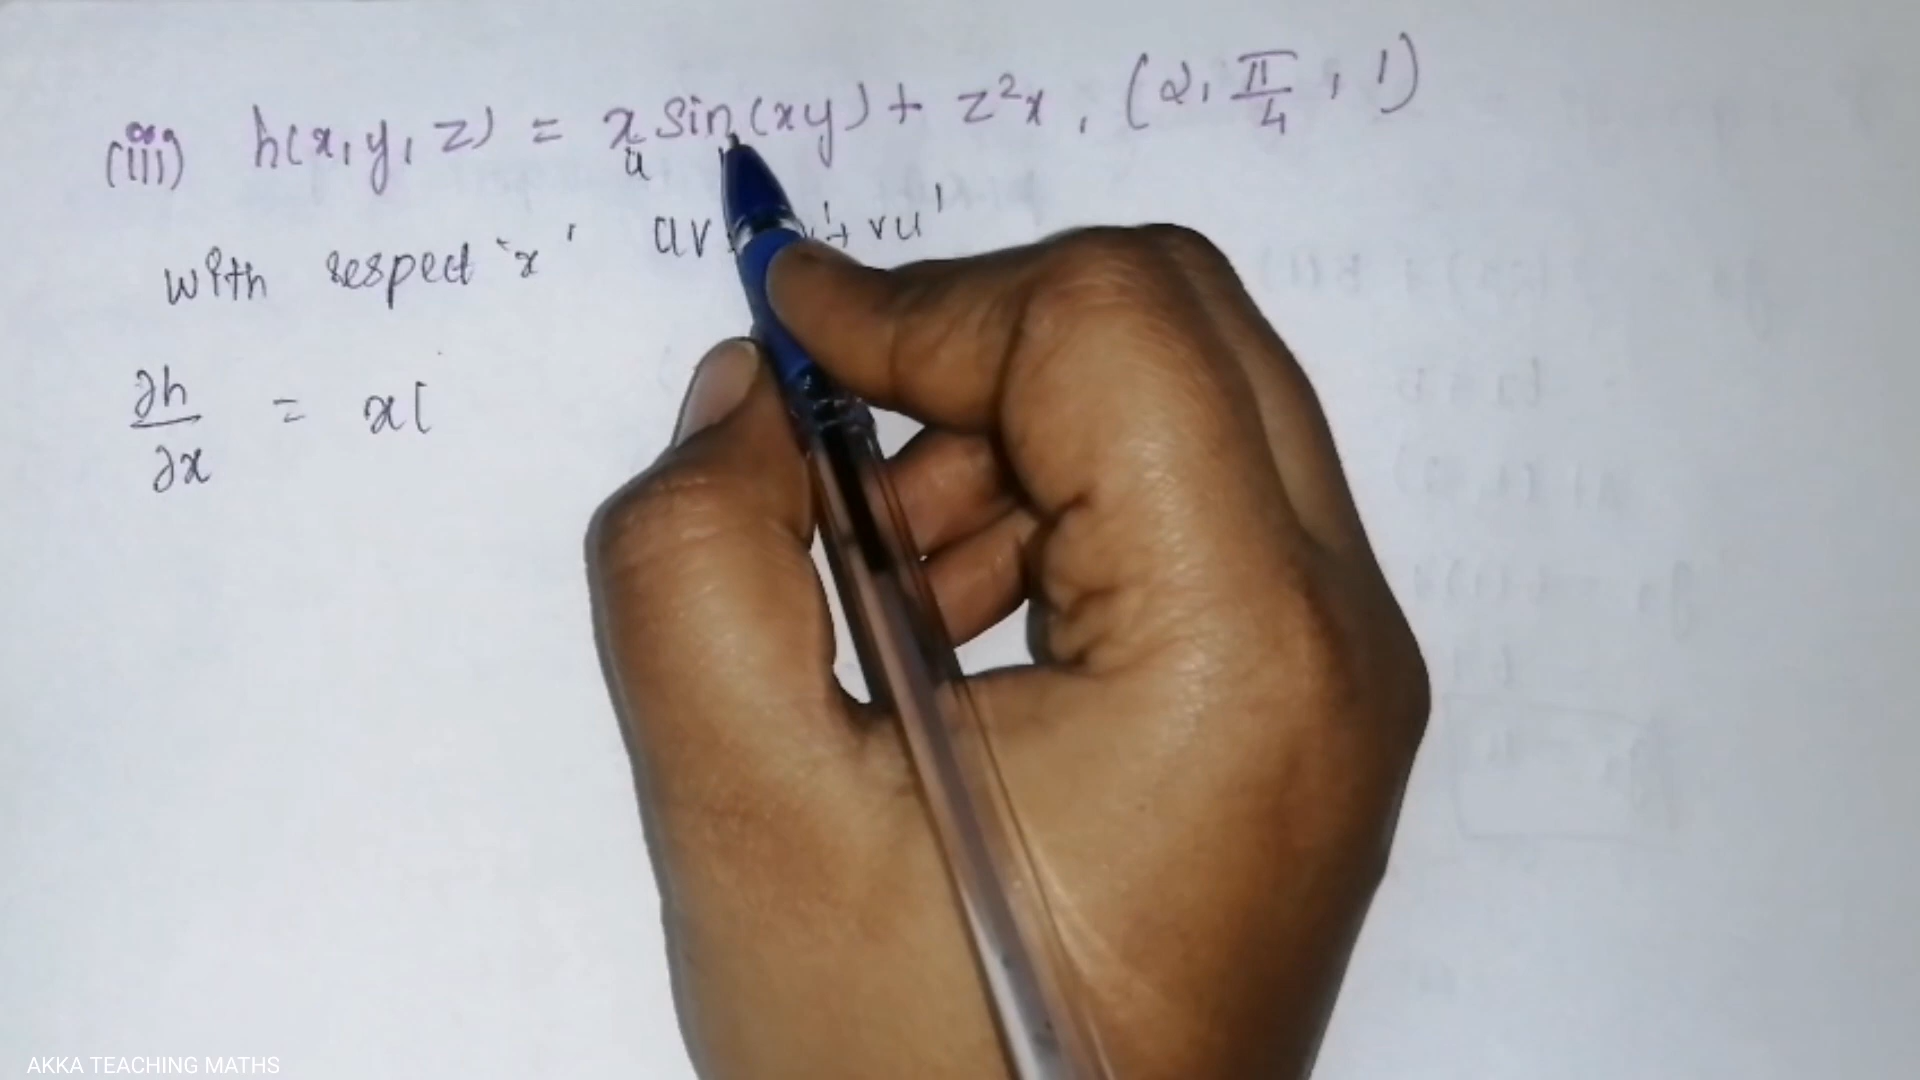 (iii) h(x, y, z) = x sin(xy) + z²x, (2, π/4, 1)
u
with respect 'x'
∂h/∂x = x[
AKKA TEACHING MATHS